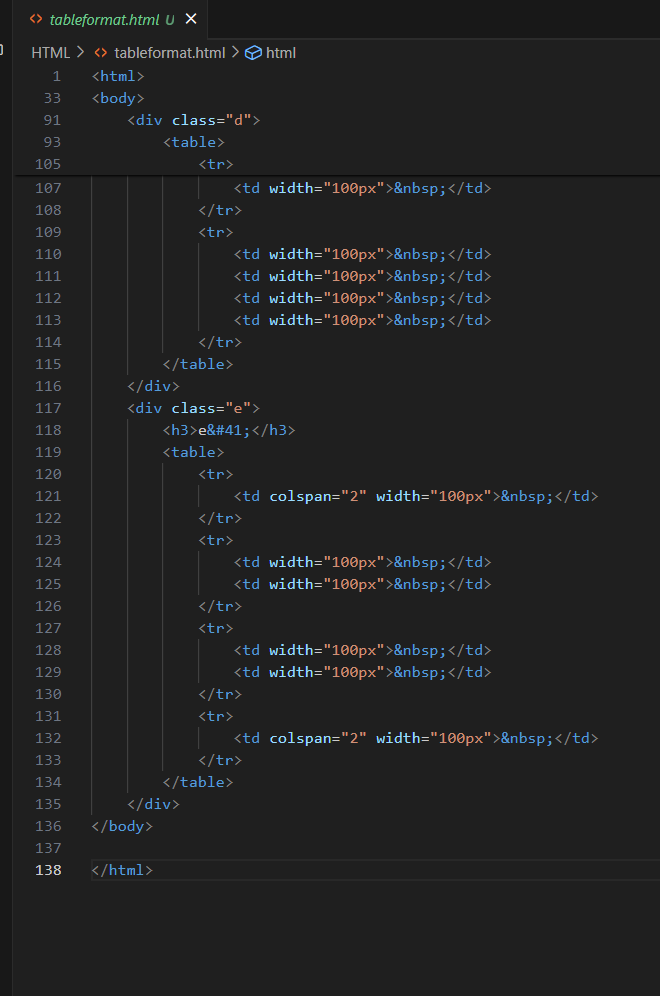 tableformat.html U
HTML > tableformat.html > html
1 <html>
33 <body>
91 <div class="d">
93 <table>
105 <tr>
107 <td width="100px">&nbsp;</td>
108 </tr>
109 <tr>
110 <td width="100px">&nbsp;</td>
111 <td width="100px">&nbsp;</td>
112 <td width="100px">&nbsp;</td>
113 <td width="100px">&nbsp;</td>
114 </tr>
115 </table>
116 </div>
117 <div class="e">
118 <h3>e&#41;</h3>
119 <table>
120 <tr>
121 <td colspan="2" width="100px">&nbsp;</td>
122 </tr>
123 <tr>
124 <td width="100px">&nbsp;</td>
125 <td width="100px">&nbsp;</td>
126 </tr>
127 <tr>
128 <td width="100px">&nbsp;</td>
129 <td width="100px">&nbsp;</td>
130 </tr>
131 <tr>
132 <td colspan="2" width="100px">&nbsp;</td>
133 </tr>
134 </table>
135 </div>
136 </body>
137
138 </html>